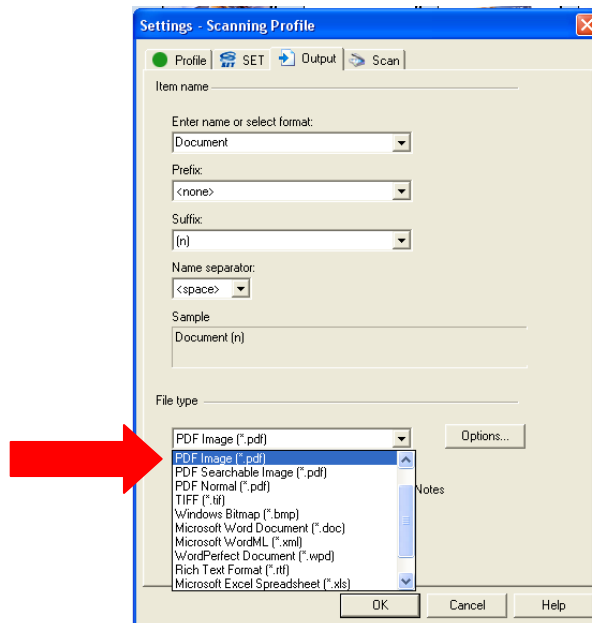 Settings - Scanning Profile
Profile SET Output Scan
Item name
Enter name or select format:
Document
Prefix:
<none>
Suffix:
(n)
Name separator:
<space>
Sample
Document (n)
File type
PDF Image (*.pdf)
Options...
PDF Image (*.pdf)
PDF Searchable Image (*.pdf)
PDF Normal (*.pdf)
Notes
TIFF (*.tif)
Windows Bitmap (*.bmp)
Microsoft Word Document (*.doc)
Microsoft WordML (*.xml)
WordPerfect Document (*.wpd)
Rich Text Format (*.rtf)
Microsoft Excel Spreadsheet (*.xls)
OK Cancel Help